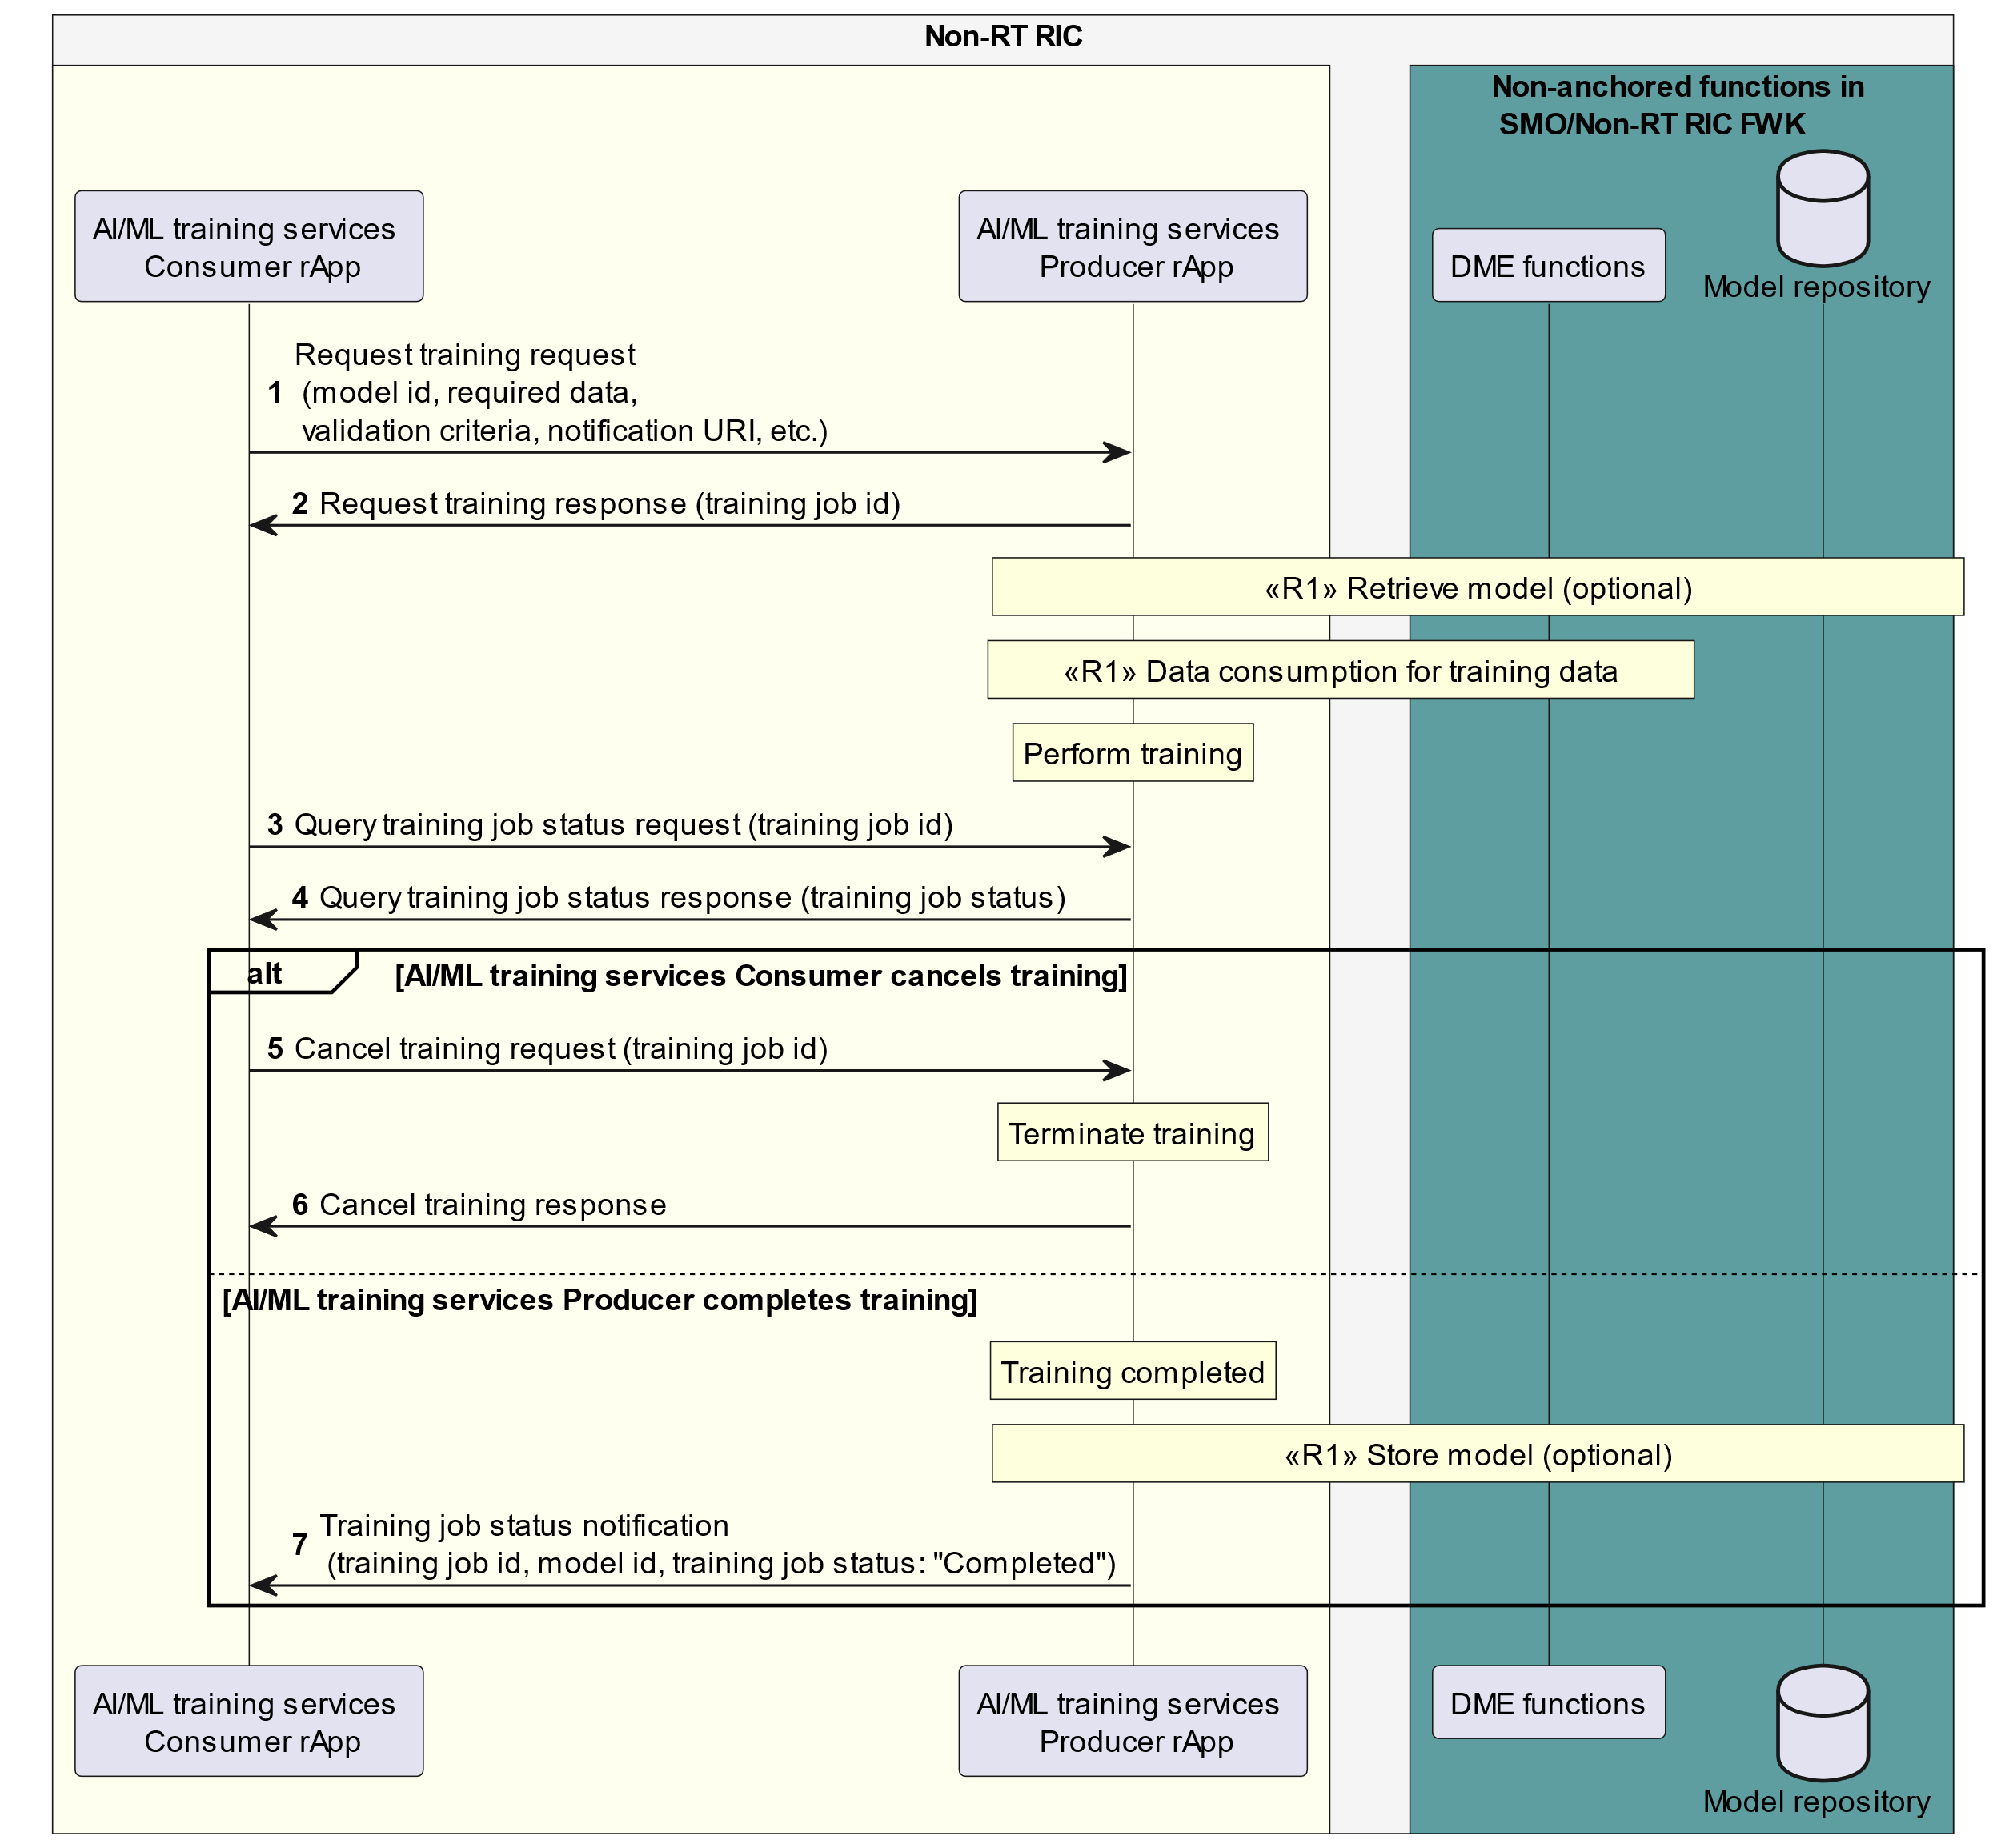 Non-RT RIC
Non-anchored functions in
SMO/Non-RT RIC FWK
AI/ML training services
Consumer rApp
AI/ML training services
Producer rApp
DME functions
Model repository
Request training request
1 (model id, required data,
validation criteria, notification URI, etc.)
2 Request training response (training job id)
«R1» Retrieve model (optional)
«R1» Data consumption for training data
Perform training
3 Query training job status request (training job id)
4 Query training job status response (training job status)
alt [AI/ML training services Consumer cancels training]
5 Cancel training request (training job id)
Terminate training
6 Cancel training response
[AI/ML training services Producer completes training]
Training completed
«R1» Store model (optional)
7 Training job status notification
(training job id, model id, training job status: "Completed")
AI/ML training services
Consumer rApp
AI/ML training services
Producer rApp
DME functions
Model repository